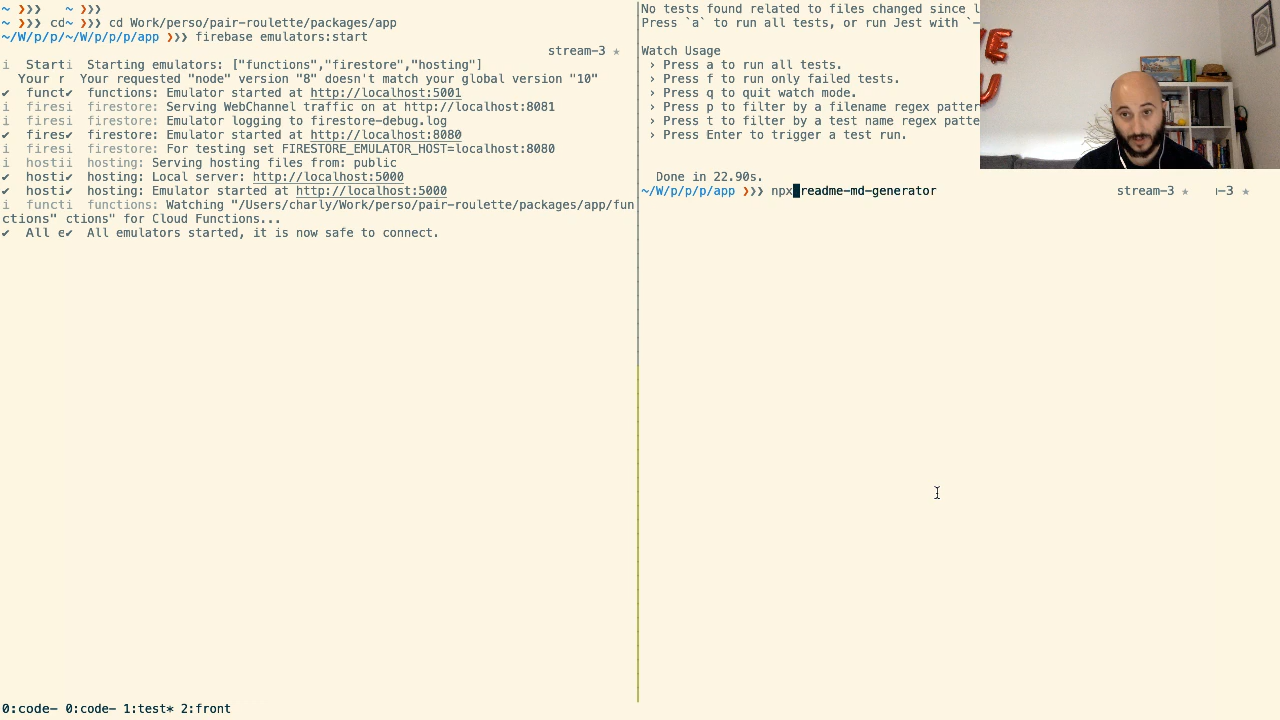 ~ ❯❯❯ ~ ❯❯❯
~ ❯❯❯ cd~ ❯❯❯ cd Work/perso/pair-roulette/packages/app
~/W/p/p/~/W/p/p/p/app ❯❯❯ firebase emulators:start
stream-3 ★
i Starti Starting emulators: ["functions","firestore","hosting"]
Your r Your requested "node" version "8" doesn't match your global version "10"
✔ funct✔ functions: Emulator started at http://localhost:5001
i firesi firestore: Serving WebChannel traffic on at http://localhost:8081
i firesi firestore: Emulator logging to firestore-debug.log
✔ fires✔ firestore: Emulator started at http://localhost:8080
i firesi firestore: For testing set FIRESTORE_EMULATOR_HOST=localhost:8080
i hostii hosting: Serving hosting files from: public
✔ hosti✔ hosting: Local server: http://localhost:5000
✔ hosti✔ hosting: Emulator started at http://localhost:5000
i functi functions: Watching "/Users/charly/Work/perso/pair-roulette/packages/app/fun
ctions" ctions" for Cloud Functions...
✔ All e✔ All emulators started, it is now safe to connect.
No tests found related to files changed since l
Press `a` to run all tests, or run Jest with `-
Watch Usage
› Press a to run all tests.
› Press f to run only failed tests.
› Press q to quit watch mode.
› Press p to filter by a filename regex patter
› Press t to filter by a test name regex patte
› Press Enter to trigger a test run.
Done in 22.90s.
~/W/p/p/p/app ❯❯❯ npx readme-md-generator stream-3 ★ -3 ★
0:code- 0:code- 1:test* 2:front